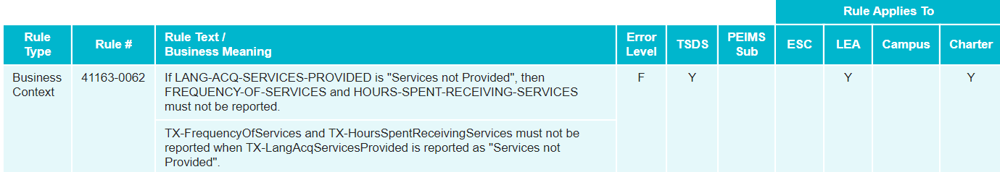 Rule Applies To
Rule Type
Rule #
Rule Text /
Business Meaning
Error Level
TSDS
PEIMS Sub
ESC
LEA
Campus
Charter
Business Context
41163-0062
If LANG-ACQ-SERVICES-PROVIDED is "Services not Provided", then
FREQUENCY-OF-SERVICES and HOURS-SPENT-RECEIVING-SERVICES
must not be reported.
F
Y
Y
Y
TX-FrequencyOfServices and TX-HoursSpentReceivingServices must not be
reported when TX-LangAcqServicesProvided is reported as "Services not
Provided".